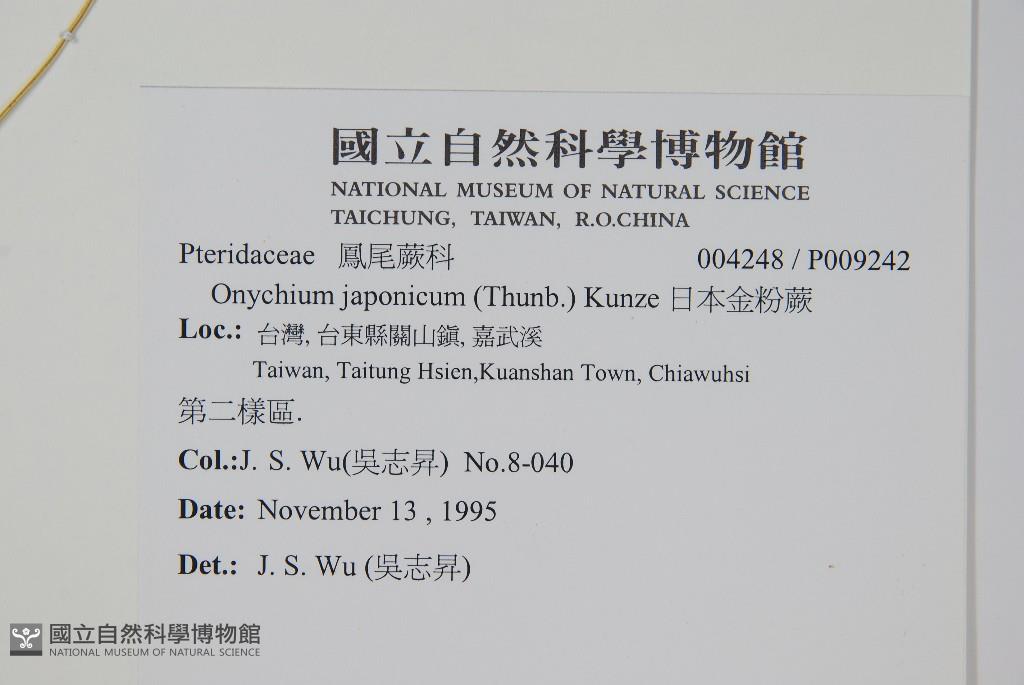 國立自然科學博物館
NATIONAL MUSEUM OF NATURAL SCIENCE
TAICHUNG, TAIWAN, R.O.CHINA
Pteridaceae 鳳尾蕨科 004248 / P009242
Onychium japonicum (Thunb.) Kunze 日本金粉蕨
Loc.: 台灣, 台東縣關山鎮, 嘉武溪
Taiwan, Taitung Hsien,Kuanshan Town, Chiawuhsi
第二樣區.
Col.:J. S. Wu(吳志昇) No.8-040
Date: November 13 , 1995
Det.: J. S. Wu (吳志昇)
國立自然科學博物館
NATIONAL MUSEUM OF NATURAL SCIENCE